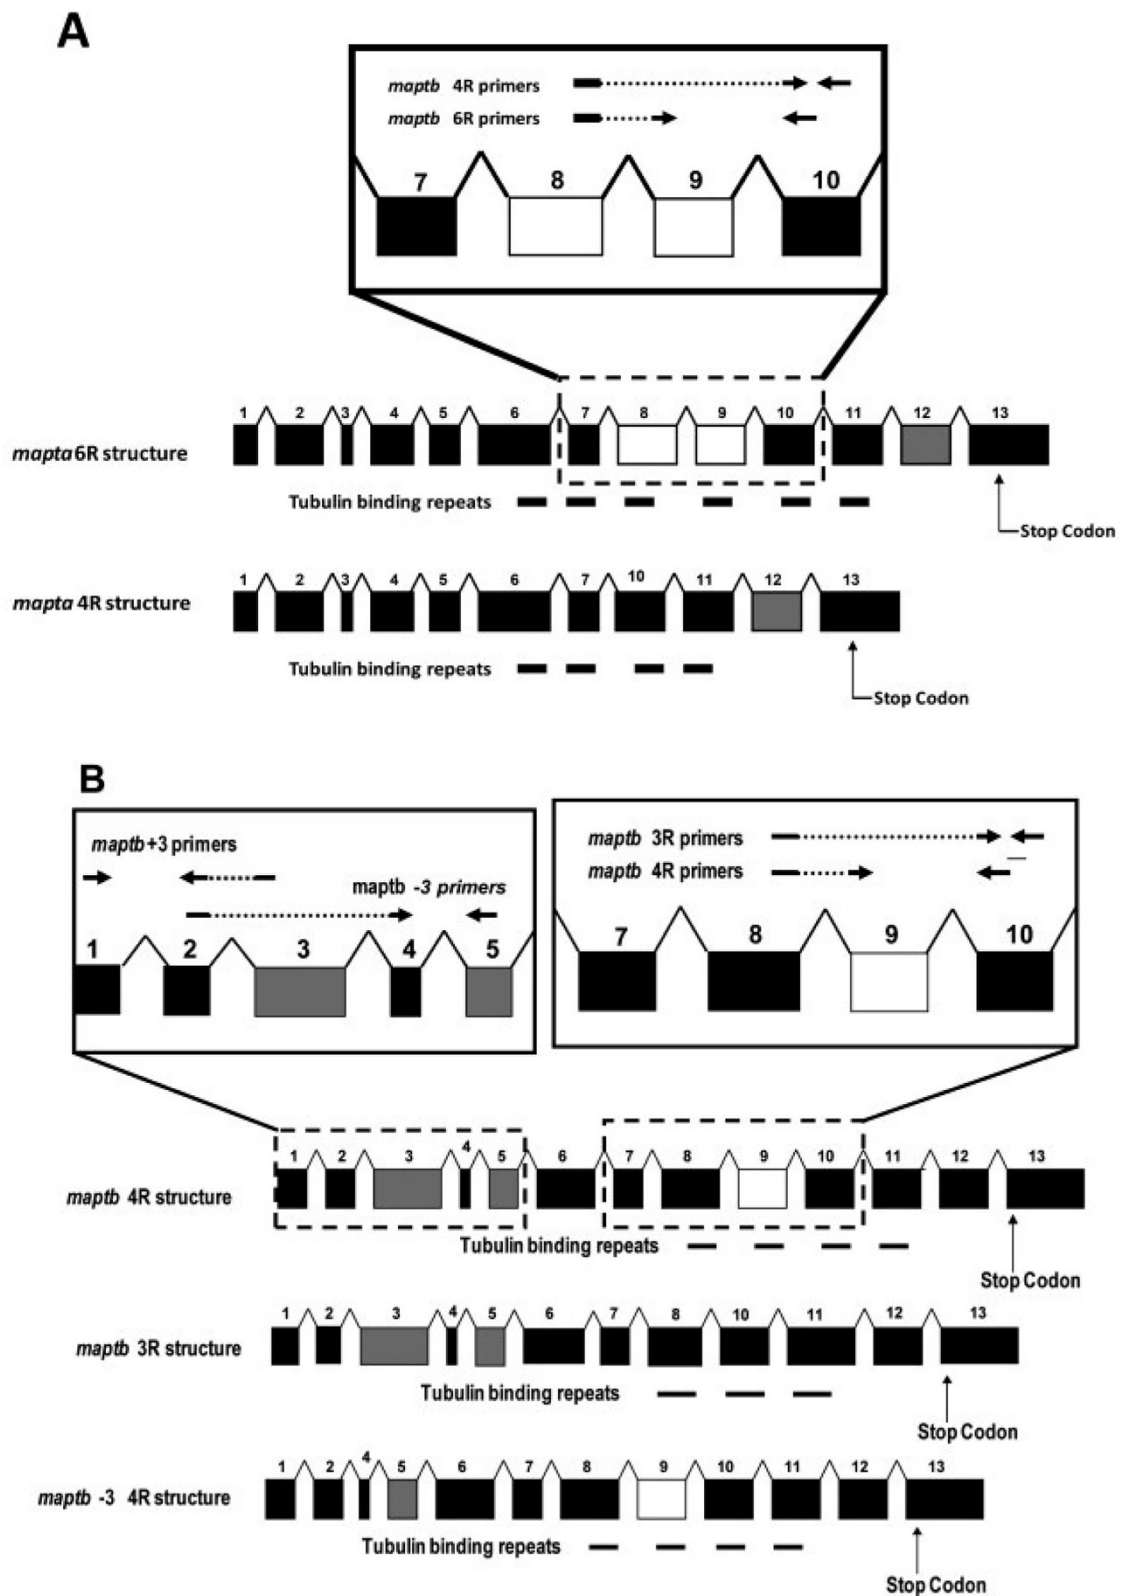 A
maptb 4R primers
maptb 6R primers
7 8 9 10
1 2 3 4 5 6 7 8 9 10 11 12 13
mapta 6R structure
Tubulin binding repeats
Stop Codon
1 2 3 4 5 6 7 10 11 12 13
mapta 4R structure
Tubulin binding repeats
Stop Codon
B
maptb+3 primers
maptb -3 primers
1 2 3 4 5
maptb 3R primers
maptb 4R primers
7 8 9 10
1 2 3 4 5 6 7 8 9 10 11 12 13
maptb 4R structure
Tubulin binding repeats
Stop Codon
1 2 3 4 5 6 7 8 10 11 12 13
maptb 3R structure
Tubulin binding repeats
Stop Codon
1 2 4 5 6 7 8 9 10 11 12 13
maptb -3 4R structure
Tubulin binding repeats
Stop Codon